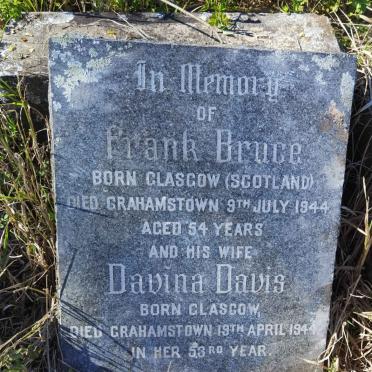 In Memory
OF
Frank Bruce
BORN GLASGOW (SCOTLAND)
DIED GRAHAMSTOWN 9TH JULY 1944
AGED 54 YEARS
AND HIS WIFE
Davina Davis
BORN GLASGOW,
DIED GRAHAMSTOWN 19TH APRIL 1944
IN HER 53RD YEAR.